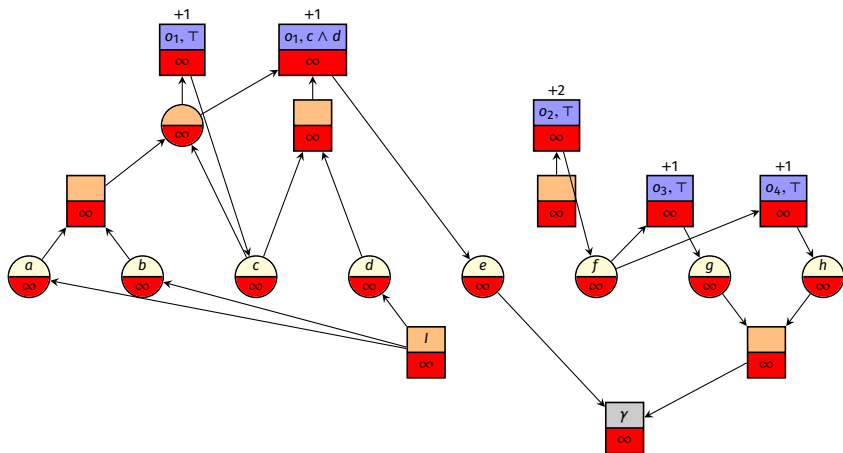 +1 +1
o₁, ⊤ o₁, c ∧ d
∞ ∞
+2
o₂, ⊤
∞ ∞ ∞
+1 +1
o₃, ⊤ o₄, ⊤
∞ ∞ ∞ ∞
a b c d e f g h
∞ ∞ ∞ ∞ ∞ ∞ ∞ ∞
I
∞ ∞
γ
∞